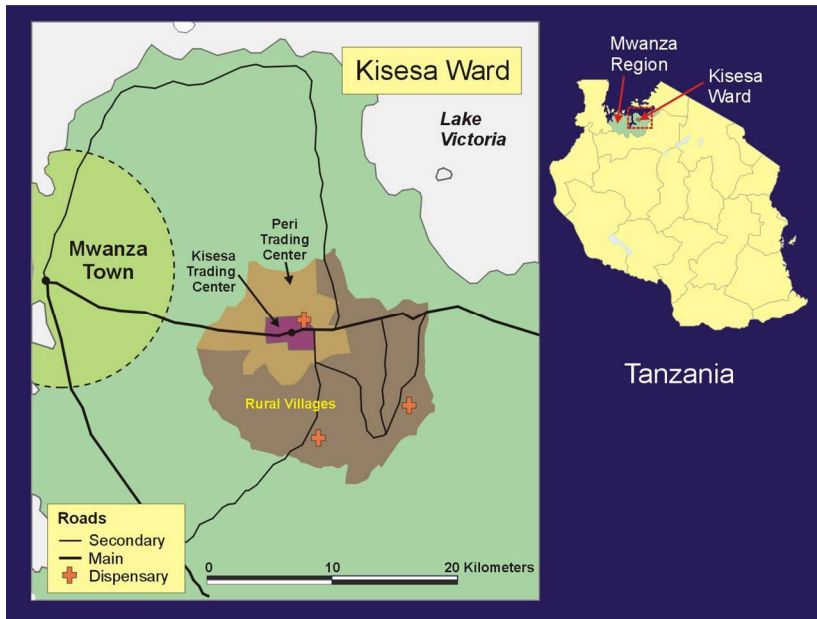 Kisesa Ward
Lake
Victoria
Mwanza
Town
Peri
Trading
Center
Kisesa
Trading
Center
Rural Villages
Roads
Secondary
Main
Dispensary
0
10
20 Kilometers
Mwanza
Region
Kisesa
Ward
Tanzania